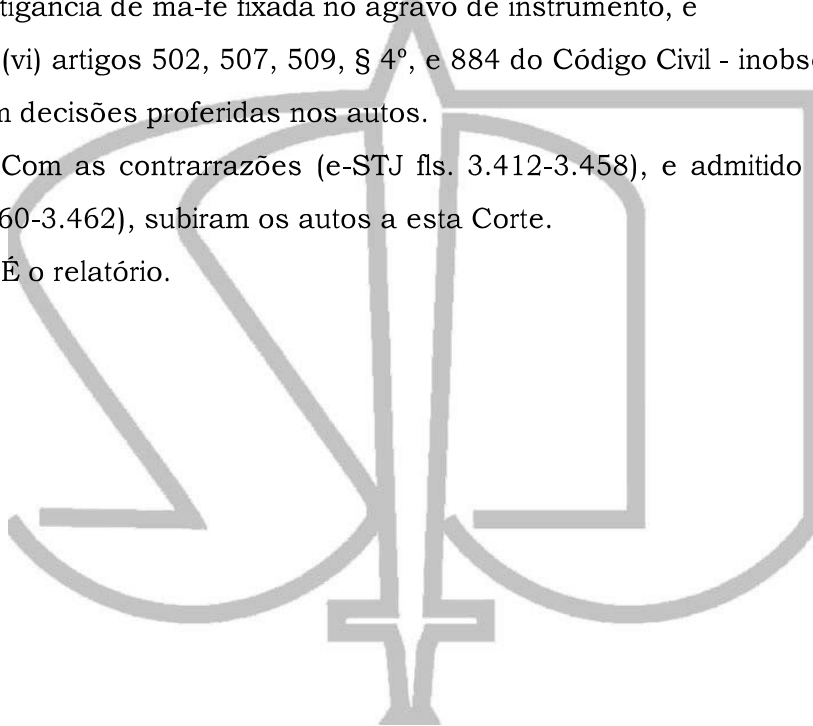 tigância de má-fé fixada no agravo de instrumento, e
(vi) artigos 502, 507, 509, § 4º, e 884 do Código Civil - inobs
decisões proferidas nos autos.
Com as contrarrazões (e-STJ fls. 3.412-3.458), e admitido
60-3.462), subiram os autos a esta Corte.
É o relatório.